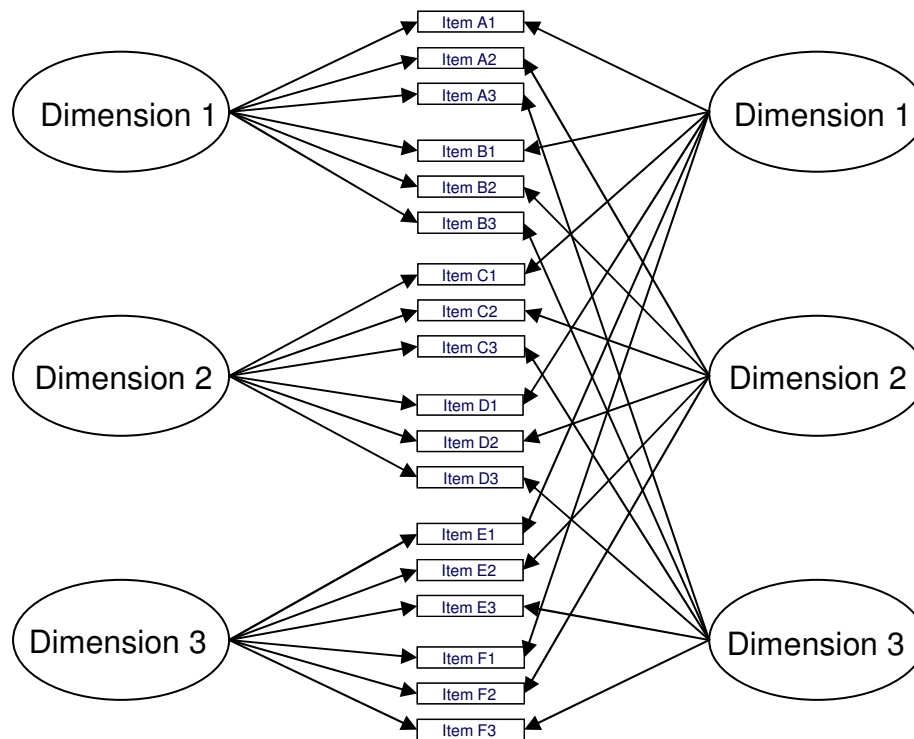 Dimension 1
Dimension 2
Dimension 3
Item A1
Item A2
Item A3
Item B1
Item B2
Item B3
Item C1
Item C2
Item C3
Item D1
Item D2
Item D3
Item E1
Item E2
Item E3
Item F1
Item F2
Item F3
Dimension 1
Dimension 2
Dimension 3